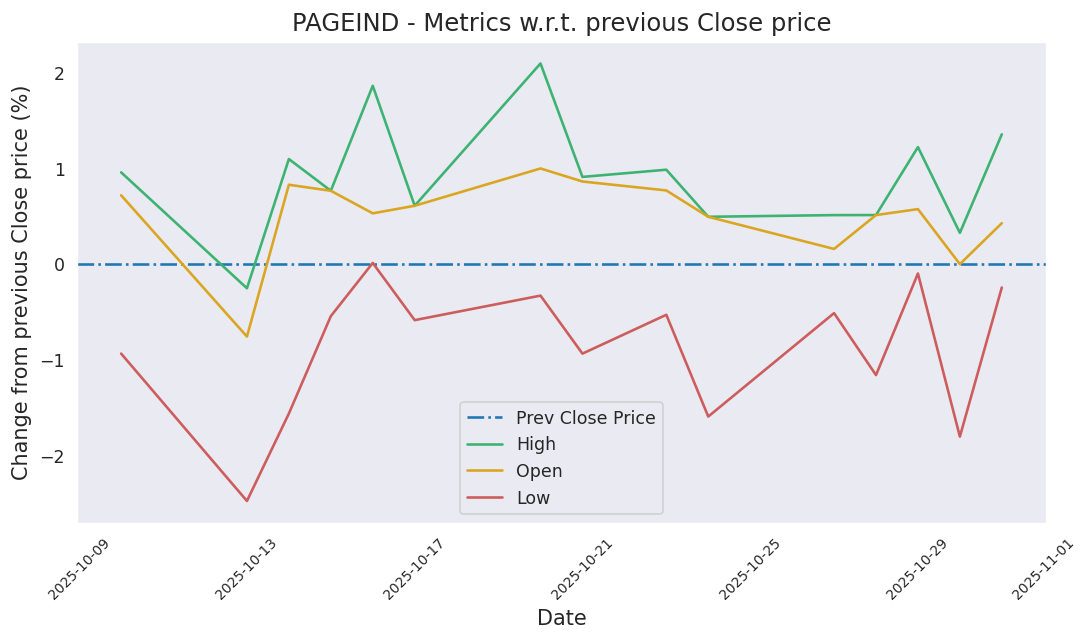 PAGEIND - Metrics w.r.t. previous Close price
Change from previous Close price (%)
2
1
0
−1
−2
Prev Close Price
High
Open
Low
2025-10-09
2025-10-13
2025-10-17
2025-10-21
2025-10-25
2025-10-29
2025-11-01
Date